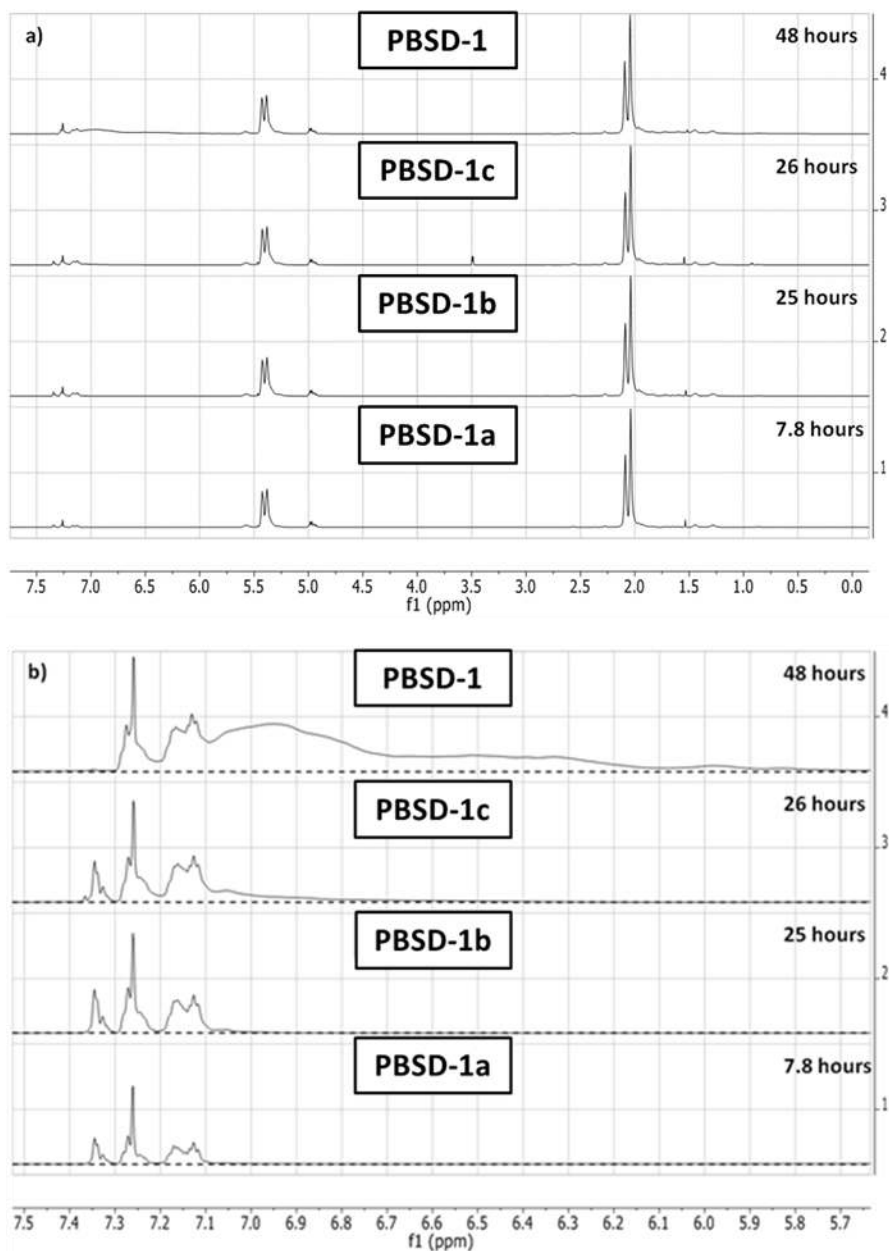 a)
PBSD-1
48 hours
4
PBSD-1c
26 hours
3
PBSD-1b
25 hours
2
PBSD-1a
7.8 hours
1
7.5 7.0 6.5 6.0 5.5 5.0 4.5 4.0 3.5 3.0 2.5 2.0 1.5 1.0 0.5 0.0
f1 (ppm)
b)
PBSD-1
48 hours
4
PBSD-1c
26 hours
3
PBSD-1b
25 hours
2
PBSD-1a
7.8 hours
1
7.5 7.4 7.3 7.2 7.1 7.0 6.9 6.8 6.7 6.6 6.5 6.4 6.3 6.2 6.1 6.0 5.9 5.8 5.7
f1 (ppm)